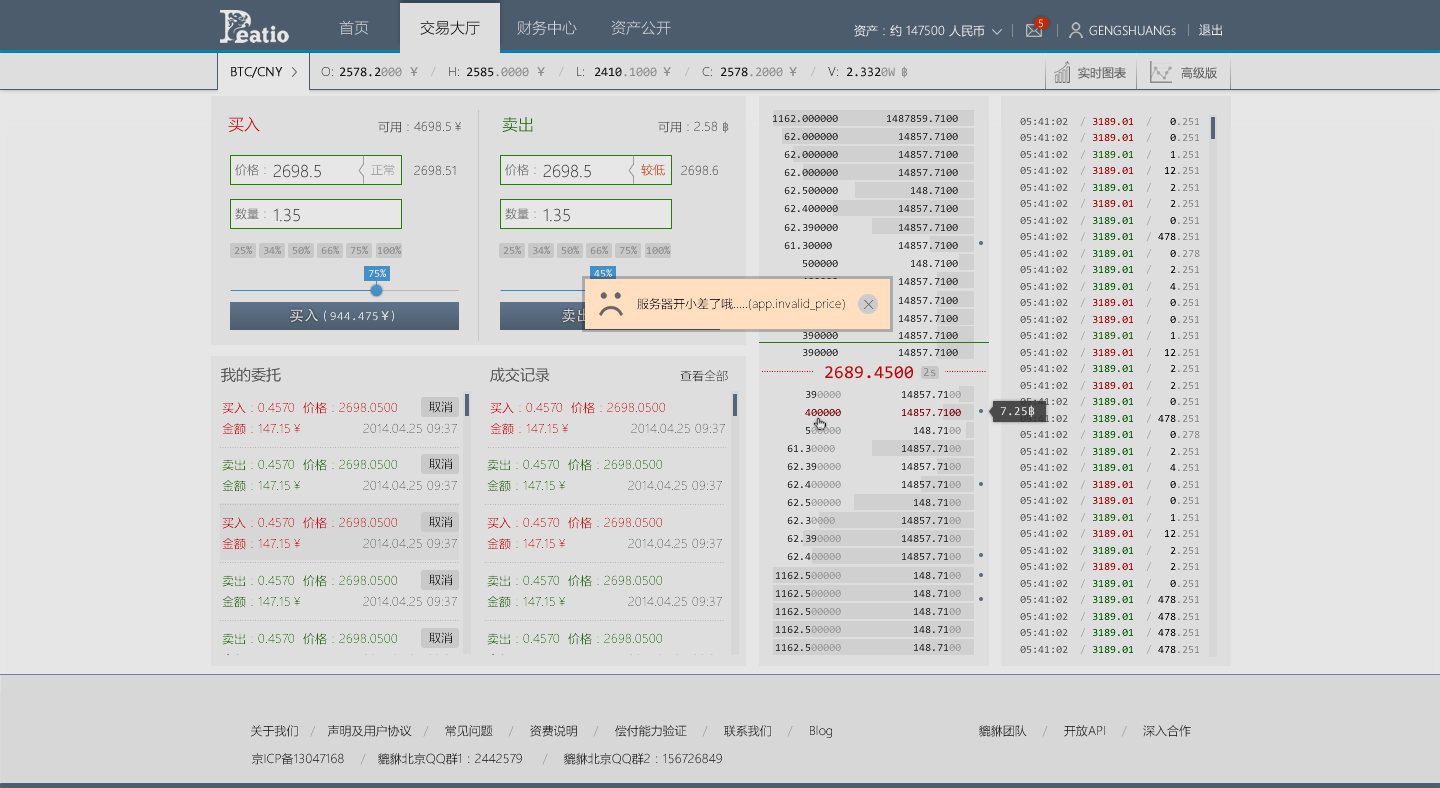 Peatio 首页 交易大厅 财务中心 资产公开 资产：约 147500 人民币 5 GENGSHUANGs 退出
BTC/CNY O: 2578.2000 ¥ / H: 2585.0000 ¥ / L: 2410.1000 ¥ / C: 2578.2000 ¥ / V: 2.3320W ฿ 实时图表 高级版
买入 可用：4698.5 ¥
价格： 2698.5 正常 2698.51
数量： 1.35
25% 34% 50% 66% 75% 100%
75%
买入(944.475¥)
卖出 可用：2.58 ฿
价格： 2698.5 较低 2698.6
数量： 1.35
25% 34% 50% 66% 75% 100%
45%
卖出
服务器开小差了哦.....(app.invalid_price)
我的委托
买入：0.4570 价格：2698.0500 取消
金额：147.15 ¥ 2014.04.25 09:37
卖出：0.4570 价格：2698.0500 取消
金额：147.15 ¥ 2014.04.25 09:37
买入：0.4570 价格：2698.0500 取消
金额：147.15 ¥ 2014.04.25 09:37
卖出：0.4570 价格：2698.0500 取消
金额：147.15 ¥ 2014.04.25 09:37
卖出：0.4570 价格：2698.0500 取消
成交记录 查看全部
买入：0.4570 价格：2698.0500
金额：147.15 ¥ 2014.04.25 09:37
卖出：0.4570 价格：2698.0500
金额：147.15 ¥ 2014.04.25 09:37
买入：0.4570 价格：2698.0500
金额：147.15 ¥ 2014.04.25 09:37
卖出：0.4570 价格：2698.0500
金额：147.15 ¥ 2014.04.25 09:37
卖出：0.4570 价格：2698.0500
1162.000000 1487859.7100
62.000000 14857.7100
62.000000 14857.7100
62.000000 14857.7100
62.500000 148.7100
62.400000 14857.7100
62.390000 14857.7100
61.30000 14857.7100
500000 148.7100
14857.7100
14857.7100
390000 14857.7100
390000 14857.7100
2689.4500 2s
390000 14857.7100
400000 14857.7100 7.25฿
500000 148.7100
61.30000 14857.7100
62.390000 14857.7100
62.400000 14857.7100
62.500000 148.7100
62.30000 14857.7100
62.390000 14857.7100
62.400000 14857.7100
1162.500000 148.7100
1162.500000 148.7100
1162.500000 148.7100
1162.500000 148.7100
1162.500000 148.7100
05:41:02 / 3189.01 / 0.251
05:41:02 / 3189.01 / 0.251
05:41:02 / 3189.01 / 1.251
05:41:02 / 3189.01 / 12.251
05:41:02 / 3189.01 / 2.251
05:41:02 / 3189.01 / 2.251
05:41:02 / 3189.01 / 0.251
05:41:02 / 3189.01 / 478.251
05:41:02 / 3189.01 / 0.278
05:41:02 / 3189.01 / 2.251
05:41:02 / 3189.01 / 4.251
05:41:02 / 3189.01 / 0.251
05:41:02 / 3189.01 / 0.251
05:41:02 / 3189.01 / 1.251
05:41:02 / 3189.01 / 12.251
05:41:02 / 3189.01 / 2.251
05:41:02 / 3189.01 / 2.251
05:41:02 / 3189.01 / 0.251
05:41:02 / 3189.01 / 478.251
05:41:02 / 3189.01 / 0.278
05:41:02 / 3189.01 / 2.251
05:41:02 / 3189.01 / 4.251
05:41:02 / 3189.01 / 0.251
05:41:02 / 3189.01 / 0.251
05:41:02 / 3189.01 / 1.251
05:41:02 / 3189.01 / 12.251
05:41:02 / 3189.01 / 2.251
05:41:02 / 3189.01 / 2.251
05:41:02 / 3189.01 / 0.251
05:41:02 / 3189.01 / 478.251
05:41:02 / 3189.01 / 478.251
05:41:02 / 3189.01 / 478.251
05:41:02 / 3189.01 / 478.251
关于我们 / 声明及用户协议 / 常见问题 / 资费说明 / 偿付能力验证 / 联系我们 / Blog 貔貅团队 / 开放API / 深入合作
京ICP备13047168 / 貔貅北京QQ群1：2442579 / 貔貅北京QQ群2：156726849